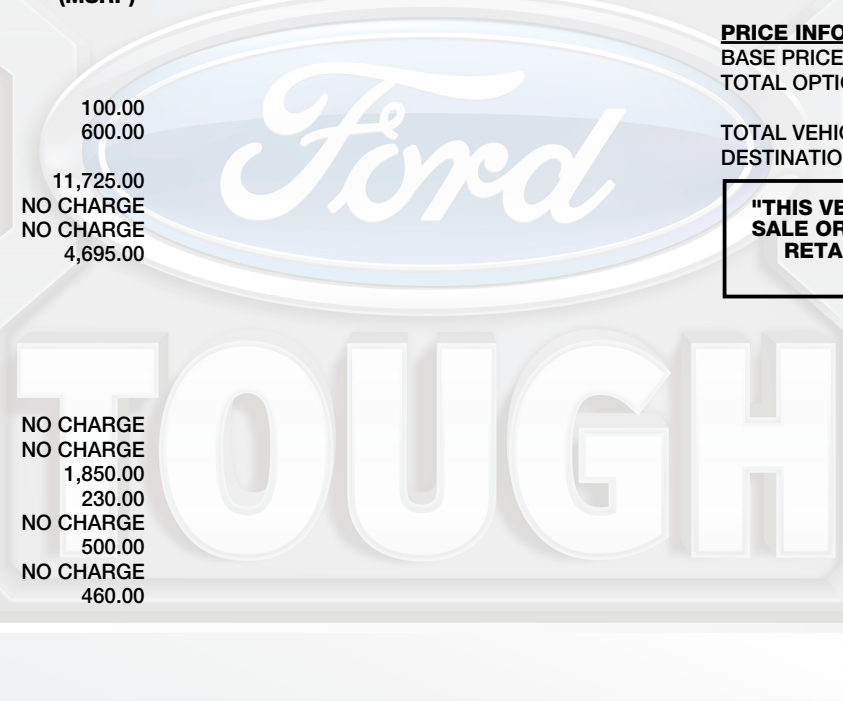 (MSRP)
100.00
600.00
11,725.00
NO CHARGE
NO CHARGE
4,695.00
NO CHARGE
NO CHARGE
1,850.00
230.00
NO CHARGE
500.00
NO CHARGE
460.00
PRICE INFO
BASE PRICE
TOTAL OPTIO
TOTAL VEHIC
DESTINATIO
"THIS VE
SALE OR
RETA
Ford
TOUGH